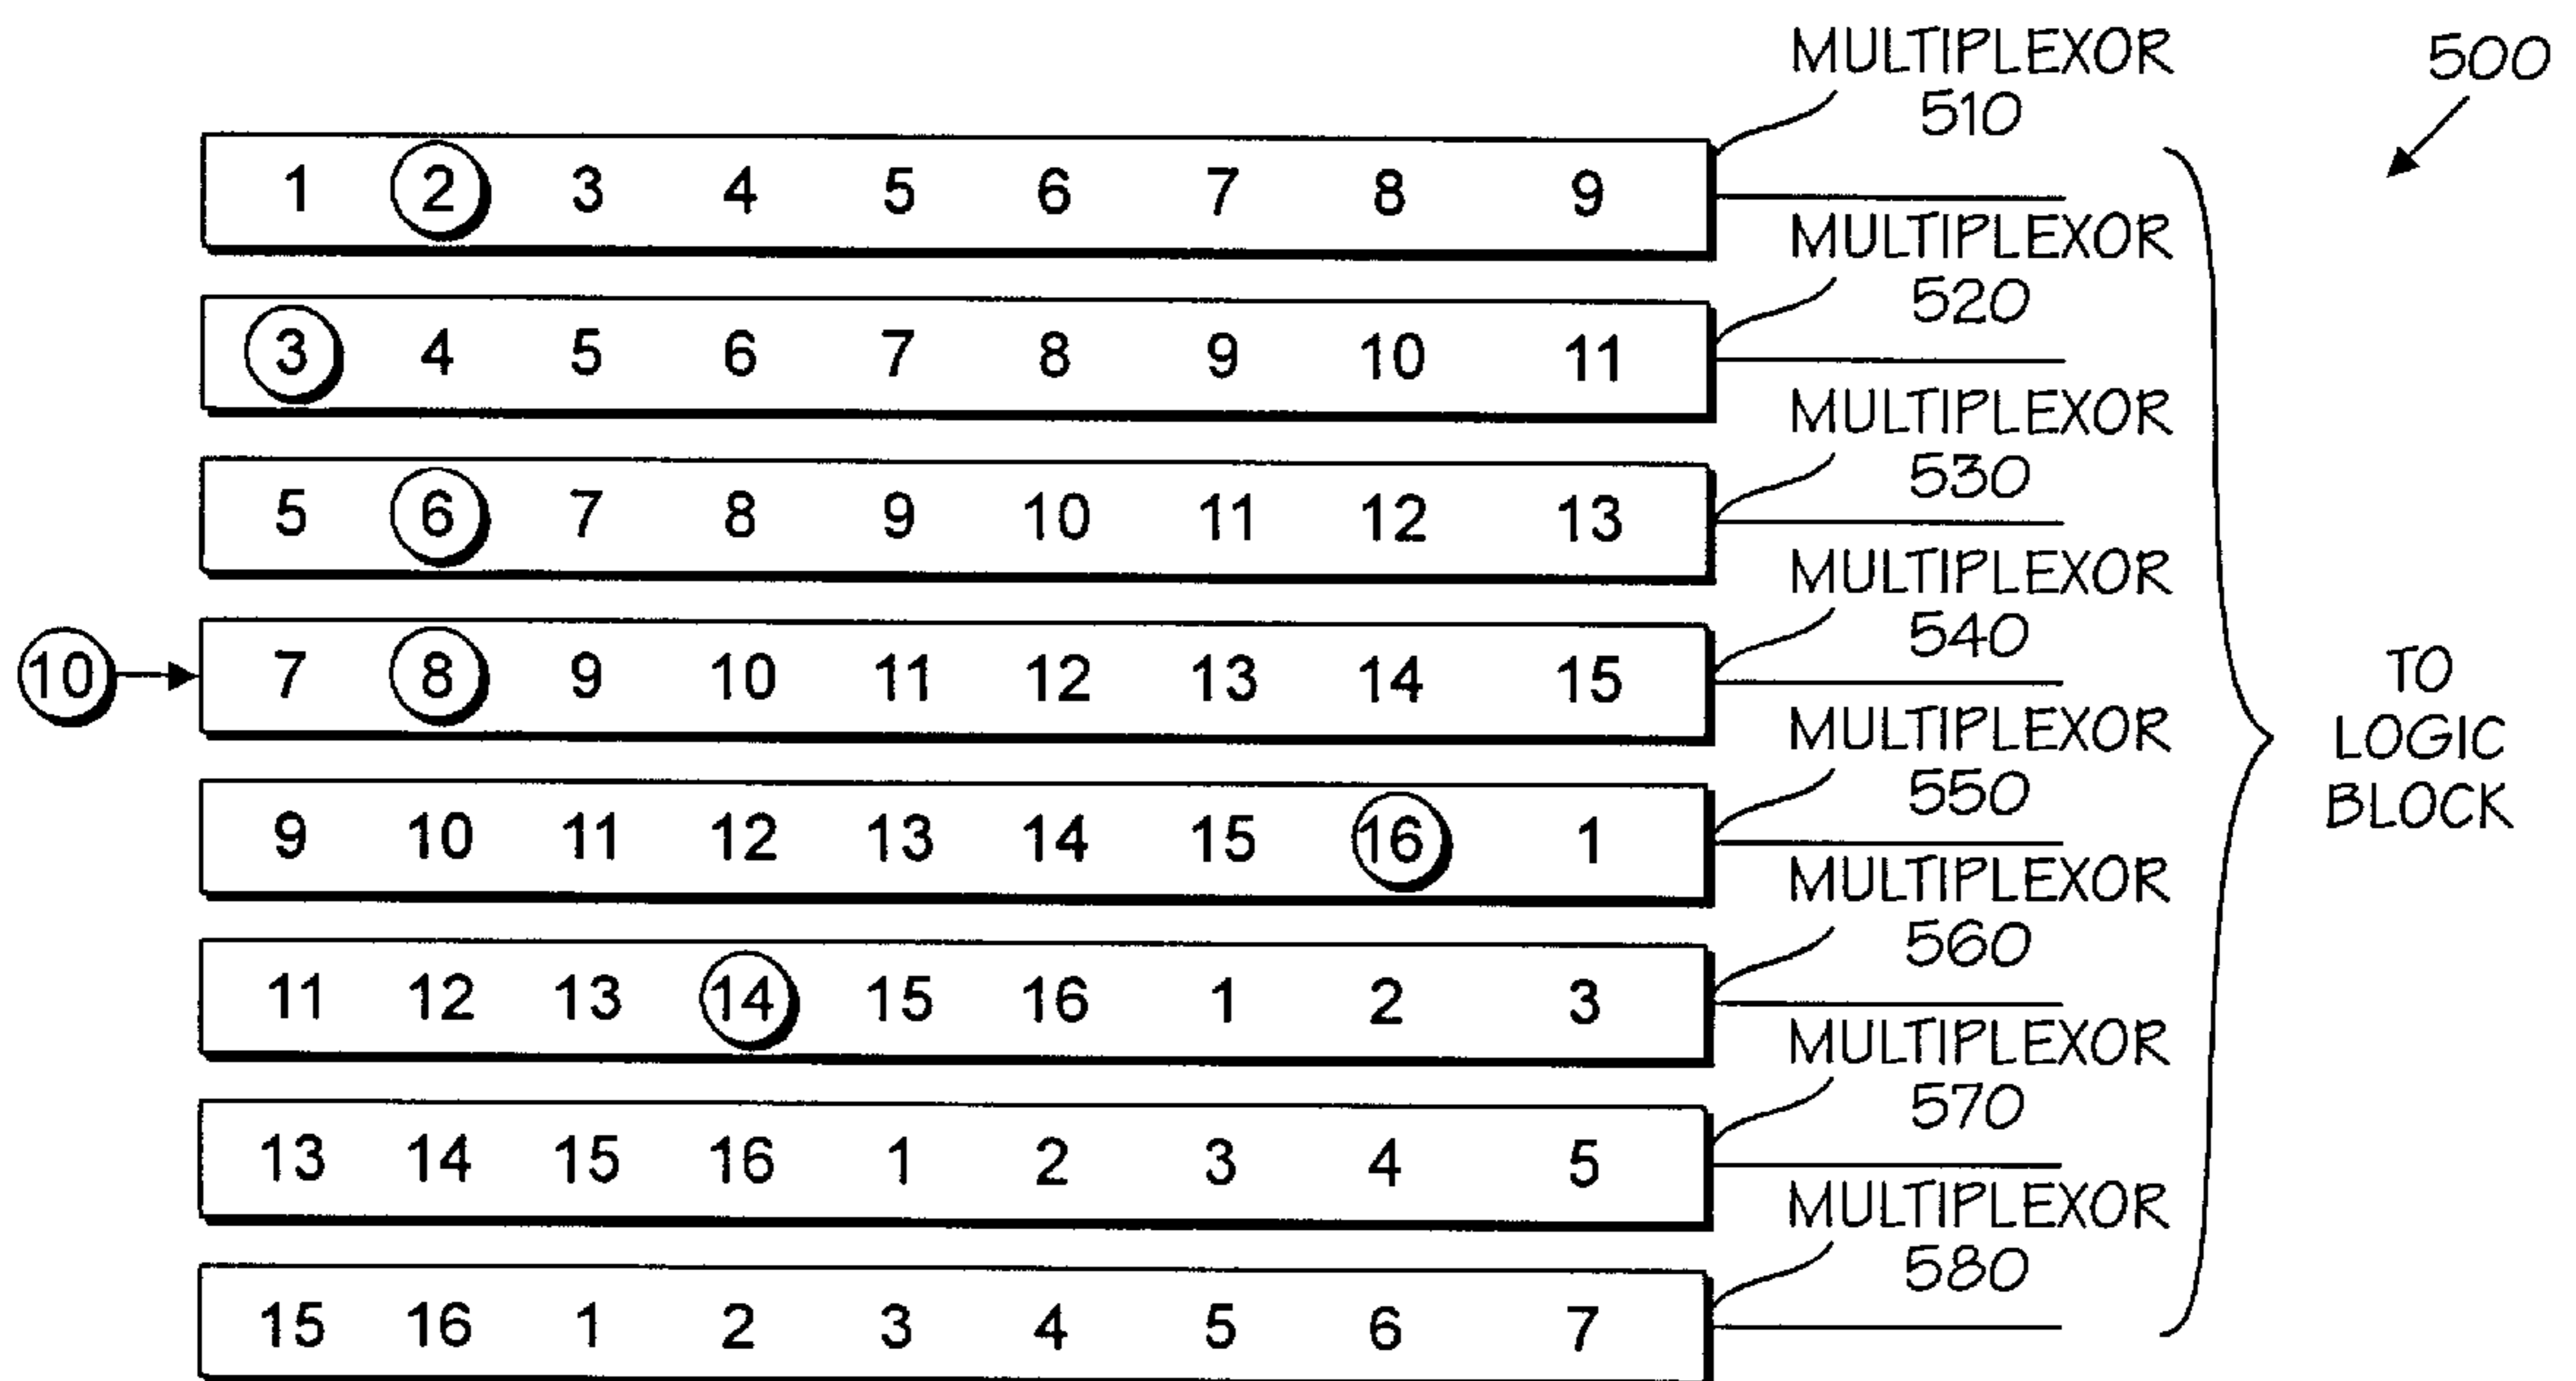 MULTIPLEXOR
510
500
1 2 3 4 5 6 7 8 9
MULTIPLEXOR
520
3 4 5 6 7 8 9 10 11
MULTIPLEXOR
530
5 6 7 8 9 10 11 12 13
MULTIPLEXOR
540
10 7 8 9 10 11 12 13 14 15
TO
LOGIC
BLOCK
MULTIPLEXOR
550
9 10 11 12 13 14 15 16 1
MULTIPLEXOR
560
11 12 13 14 15 16 1 2 3
MULTIPLEXOR
570
13 14 15 16 1 2 3 4 5
MULTIPLEXOR
580
15 16 1 2 3 4 5 6 7